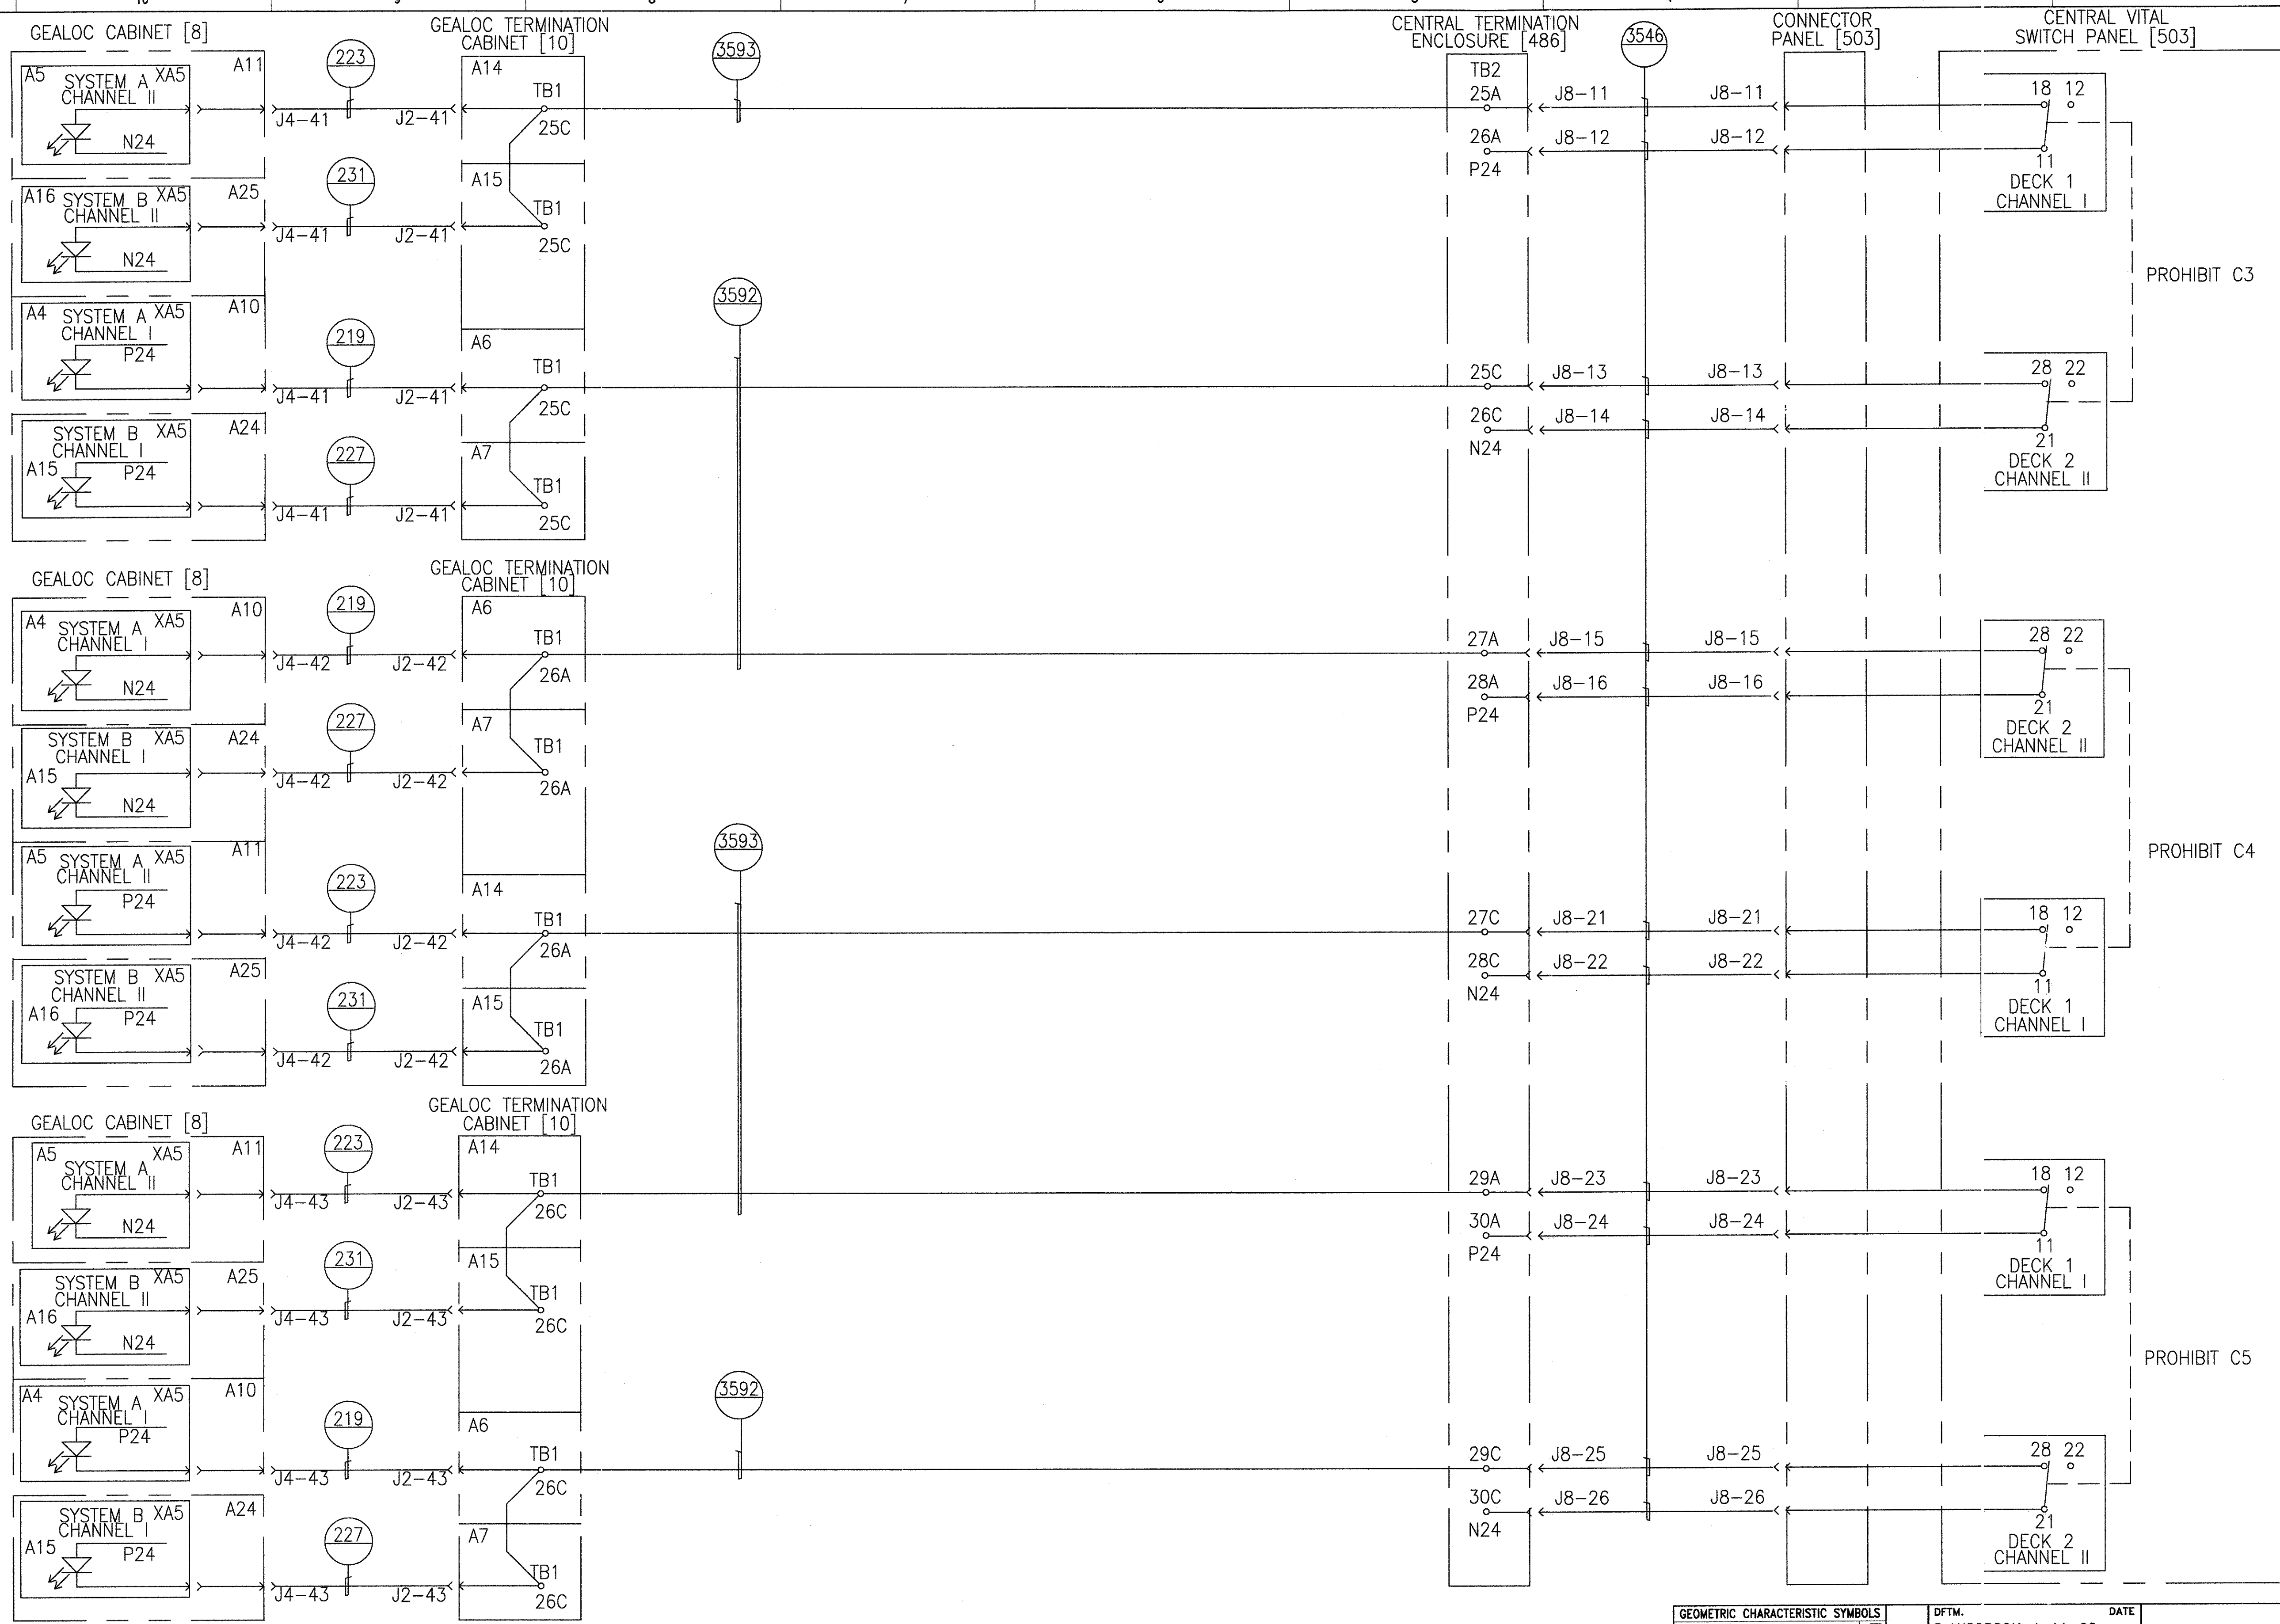 GEALOC CABINET [8]
GEALOC TERMINATION
CABINET [10]
3593
CENTRAL TERMINATION
ENCLOSURE [486]
3546
CONNECTOR
PANEL [503]
CENTRAL VITAL
SWITCH PANEL [503]
A5 SYSTEM A XA5
CHANNEL II
N24
A11
223
J4-41
J2-41
A14
TB1
25C
TB2
25A
J8-11
J8-11
18 12
26A
P24
J8-12
J8-12
11
DECK 1
CHANNEL I
A16 SYSTEM B XA5
CHANNEL II
N24
A25
231
J4-41
J2-41
A15
TB1
25C
PROHIBIT C3
3592
A4 SYSTEM A XA5
CHANNEL I
P24
A10
219
J4-41
J2-41
A6
TB1
25C
25C
J8-13
J8-13
28 22
26C
N24
J8-14
J8-14
21
DECK 2
CHANNEL II
SYSTEM B XA5
CHANNEL I
A15
P24
A24
227
J4-41
J2-41
A7
TB1
25C
GEALOC CABINET [8]
GEALOC TERMINATION
CABINET [10]
A4 SYSTEM A XA5
CHANNEL I
N24
A10
219
J4-42
J2-42
A6
TB1
26A
27A
J8-15
J8-15
28 22
28A
P24
J8-16
J8-16
21
DECK 2
CHANNEL II
SYSTEM B XA5
CHANNEL I
A15
N24
A24
227
J4-42
J2-42
A7
TB1
26A
PROHIBIT C4
3593
A5 SYSTEM A XA5
CHANNEL II
P24
A11
223
J4-42
J2-42
A14
TB1
26A
27C
J8-21
J8-21
18 12
28C
N24
J8-22
J8-22
11
DECK 1
CHANNEL I
SYSTEM B XA5
CHANNEL II
A16
P24
A25
231
J4-42
J2-42
A15
TB1
26A
GEALOC CABINET [8]
GEALOC TERMINATION
CABINET [10]
A5 XA5
SYSTEM A
CHANNEL II
N24
A11
223
J4-43
J2-43
A14
TB1
26C
29A
J8-23
J8-23
18 12
30A
P24
J8-24
J8-24
11
DECK 1
CHANNEL I
SYSTEM B XA5
CHANNEL II
A16
N24
A25
231
J4-43
J2-43
A15
TB1
26C
PROHIBIT C5
3592
A4 SYSTEM A XA5
CHANNEL I
P24
A10
219
J4-43
J2-43
A6
TB1
26C
29C
J8-25
J8-25
28 22
30C
N24
J8-26
J8-26
21
DECK 2
CHANNEL II
SYSTEM B XA5
CHANNEL I
A15
P24
A24
227
J4-43
J2-43
A7
TB1
26C
GEOMETRIC CHARACTERISTIC SYMBOLS
DFTM. DATE